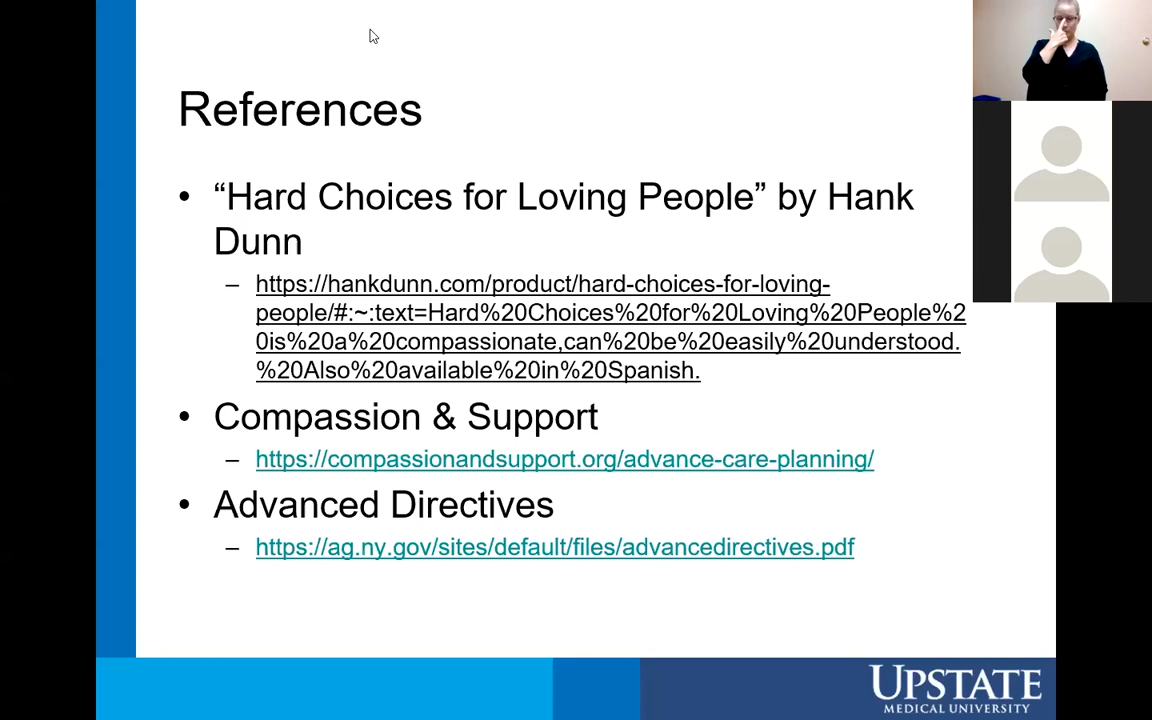 References
• “Hard Choices for Loving People” by Hank
Dunn
– https://hankdunn.com/product/hard-choices-for-loving-
people/#:~:text=Hard%20Choices%20for%20Loving%20People%2
0is%20a%20compassionate,can%20be%20easily%20understood.
%20Also%20available%20in%20Spanish.
• Compassion & Support
– https://compassionandsupport.org/advance-care-planning/
• Advanced Directives
– https://ag.ny.gov/sites/default/files/advancedirectives.pdf
UPSTATE
MEDICAL UNIVERSITY